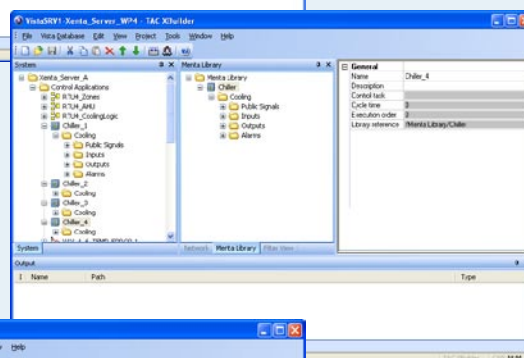 VistaSRV1-Xenta_Server_WP4 - TAC XBuilder
File Vista Database Edit View Project Tools Window Help
System
Xenta_Server_A
Control Applications
RTU4_Zones
RTU4_AHU
RTU4_CoolingLogic
Chiller_1
Cooling
Public Signals
Inputs
Outputs
Alarms
Chiller_2
Cooling
Chiller_3
Cooling
Chiller_4
Cooling
System
Menta Library
Menta Library
Chiller
Cooling
Public Signals
Inputs
Outputs
Alarms
Network Menta Library Filter View
General
Name Chiller_4
Description
Control task
Cycle time
Execution order
Library reference !Menta Library/Chiller
Output
! Name Path Type
Help